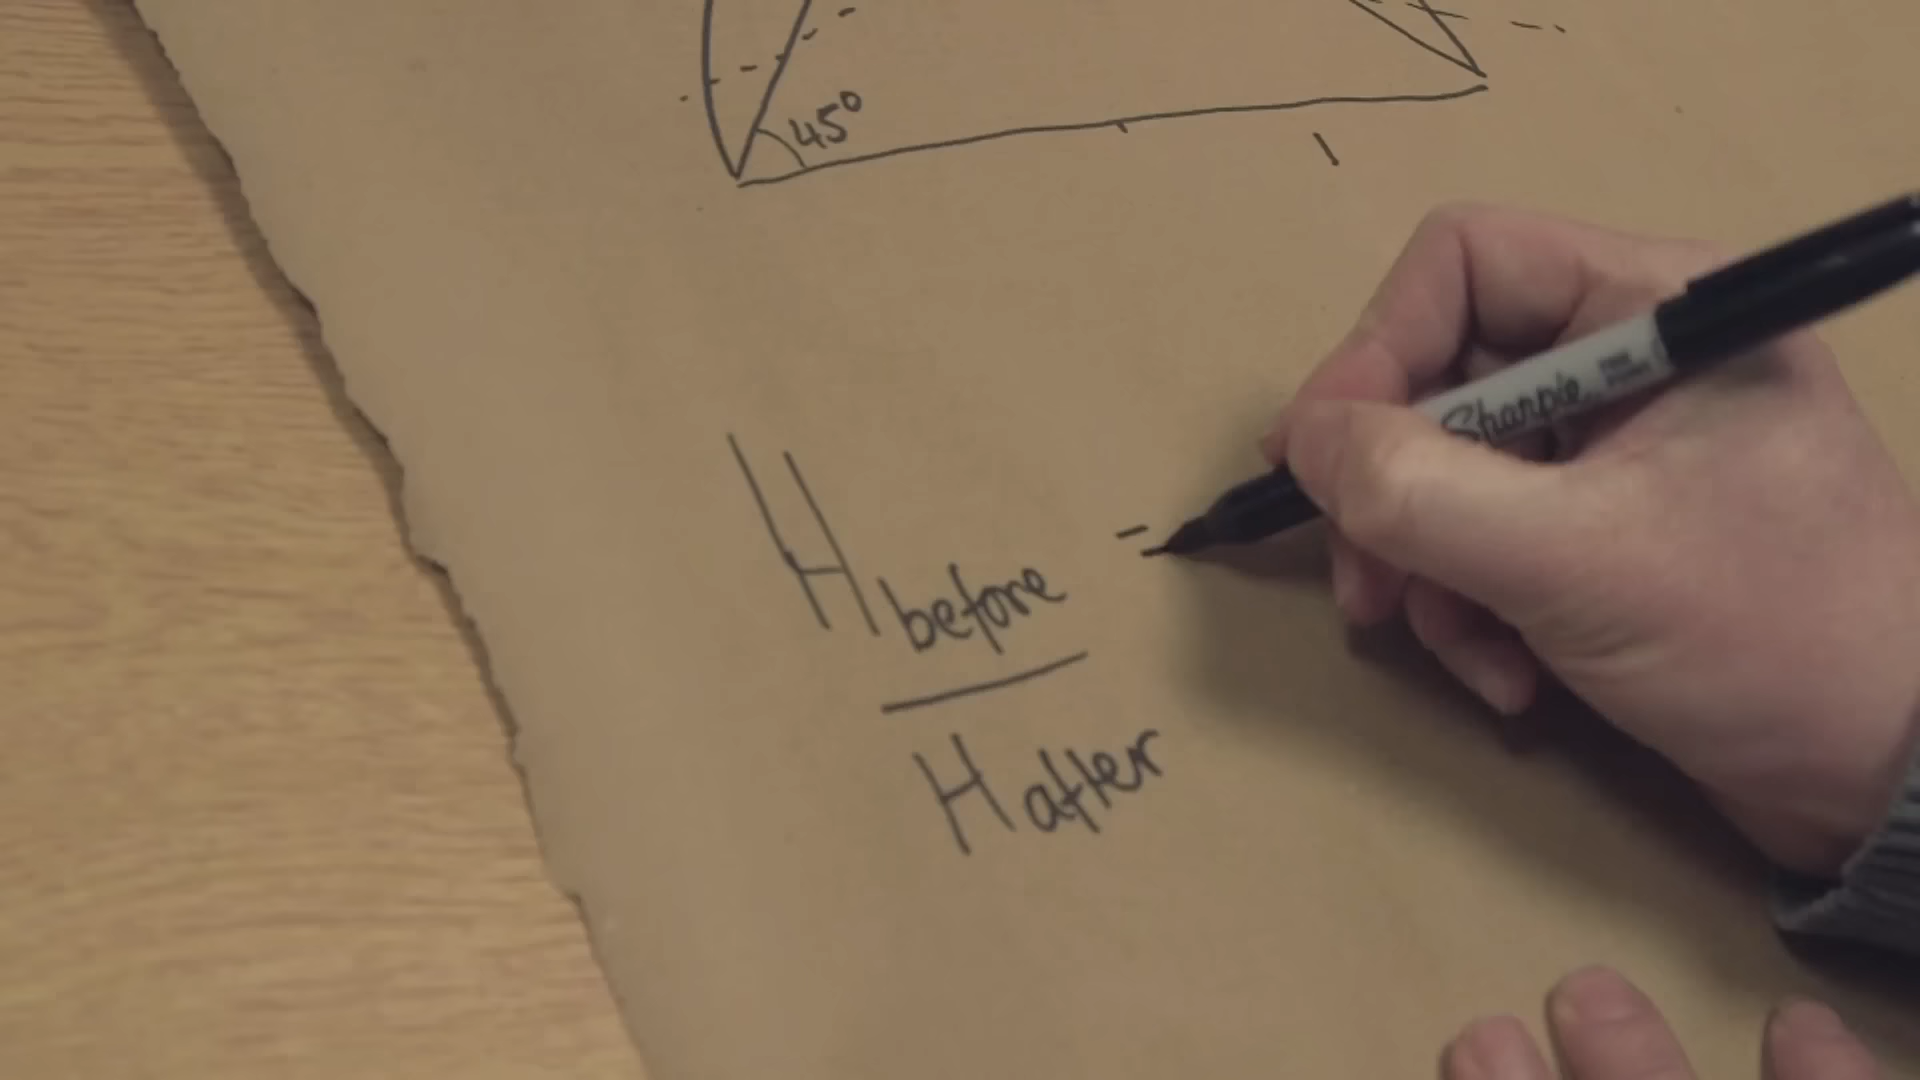 45°
Sharpie
H before =
H after